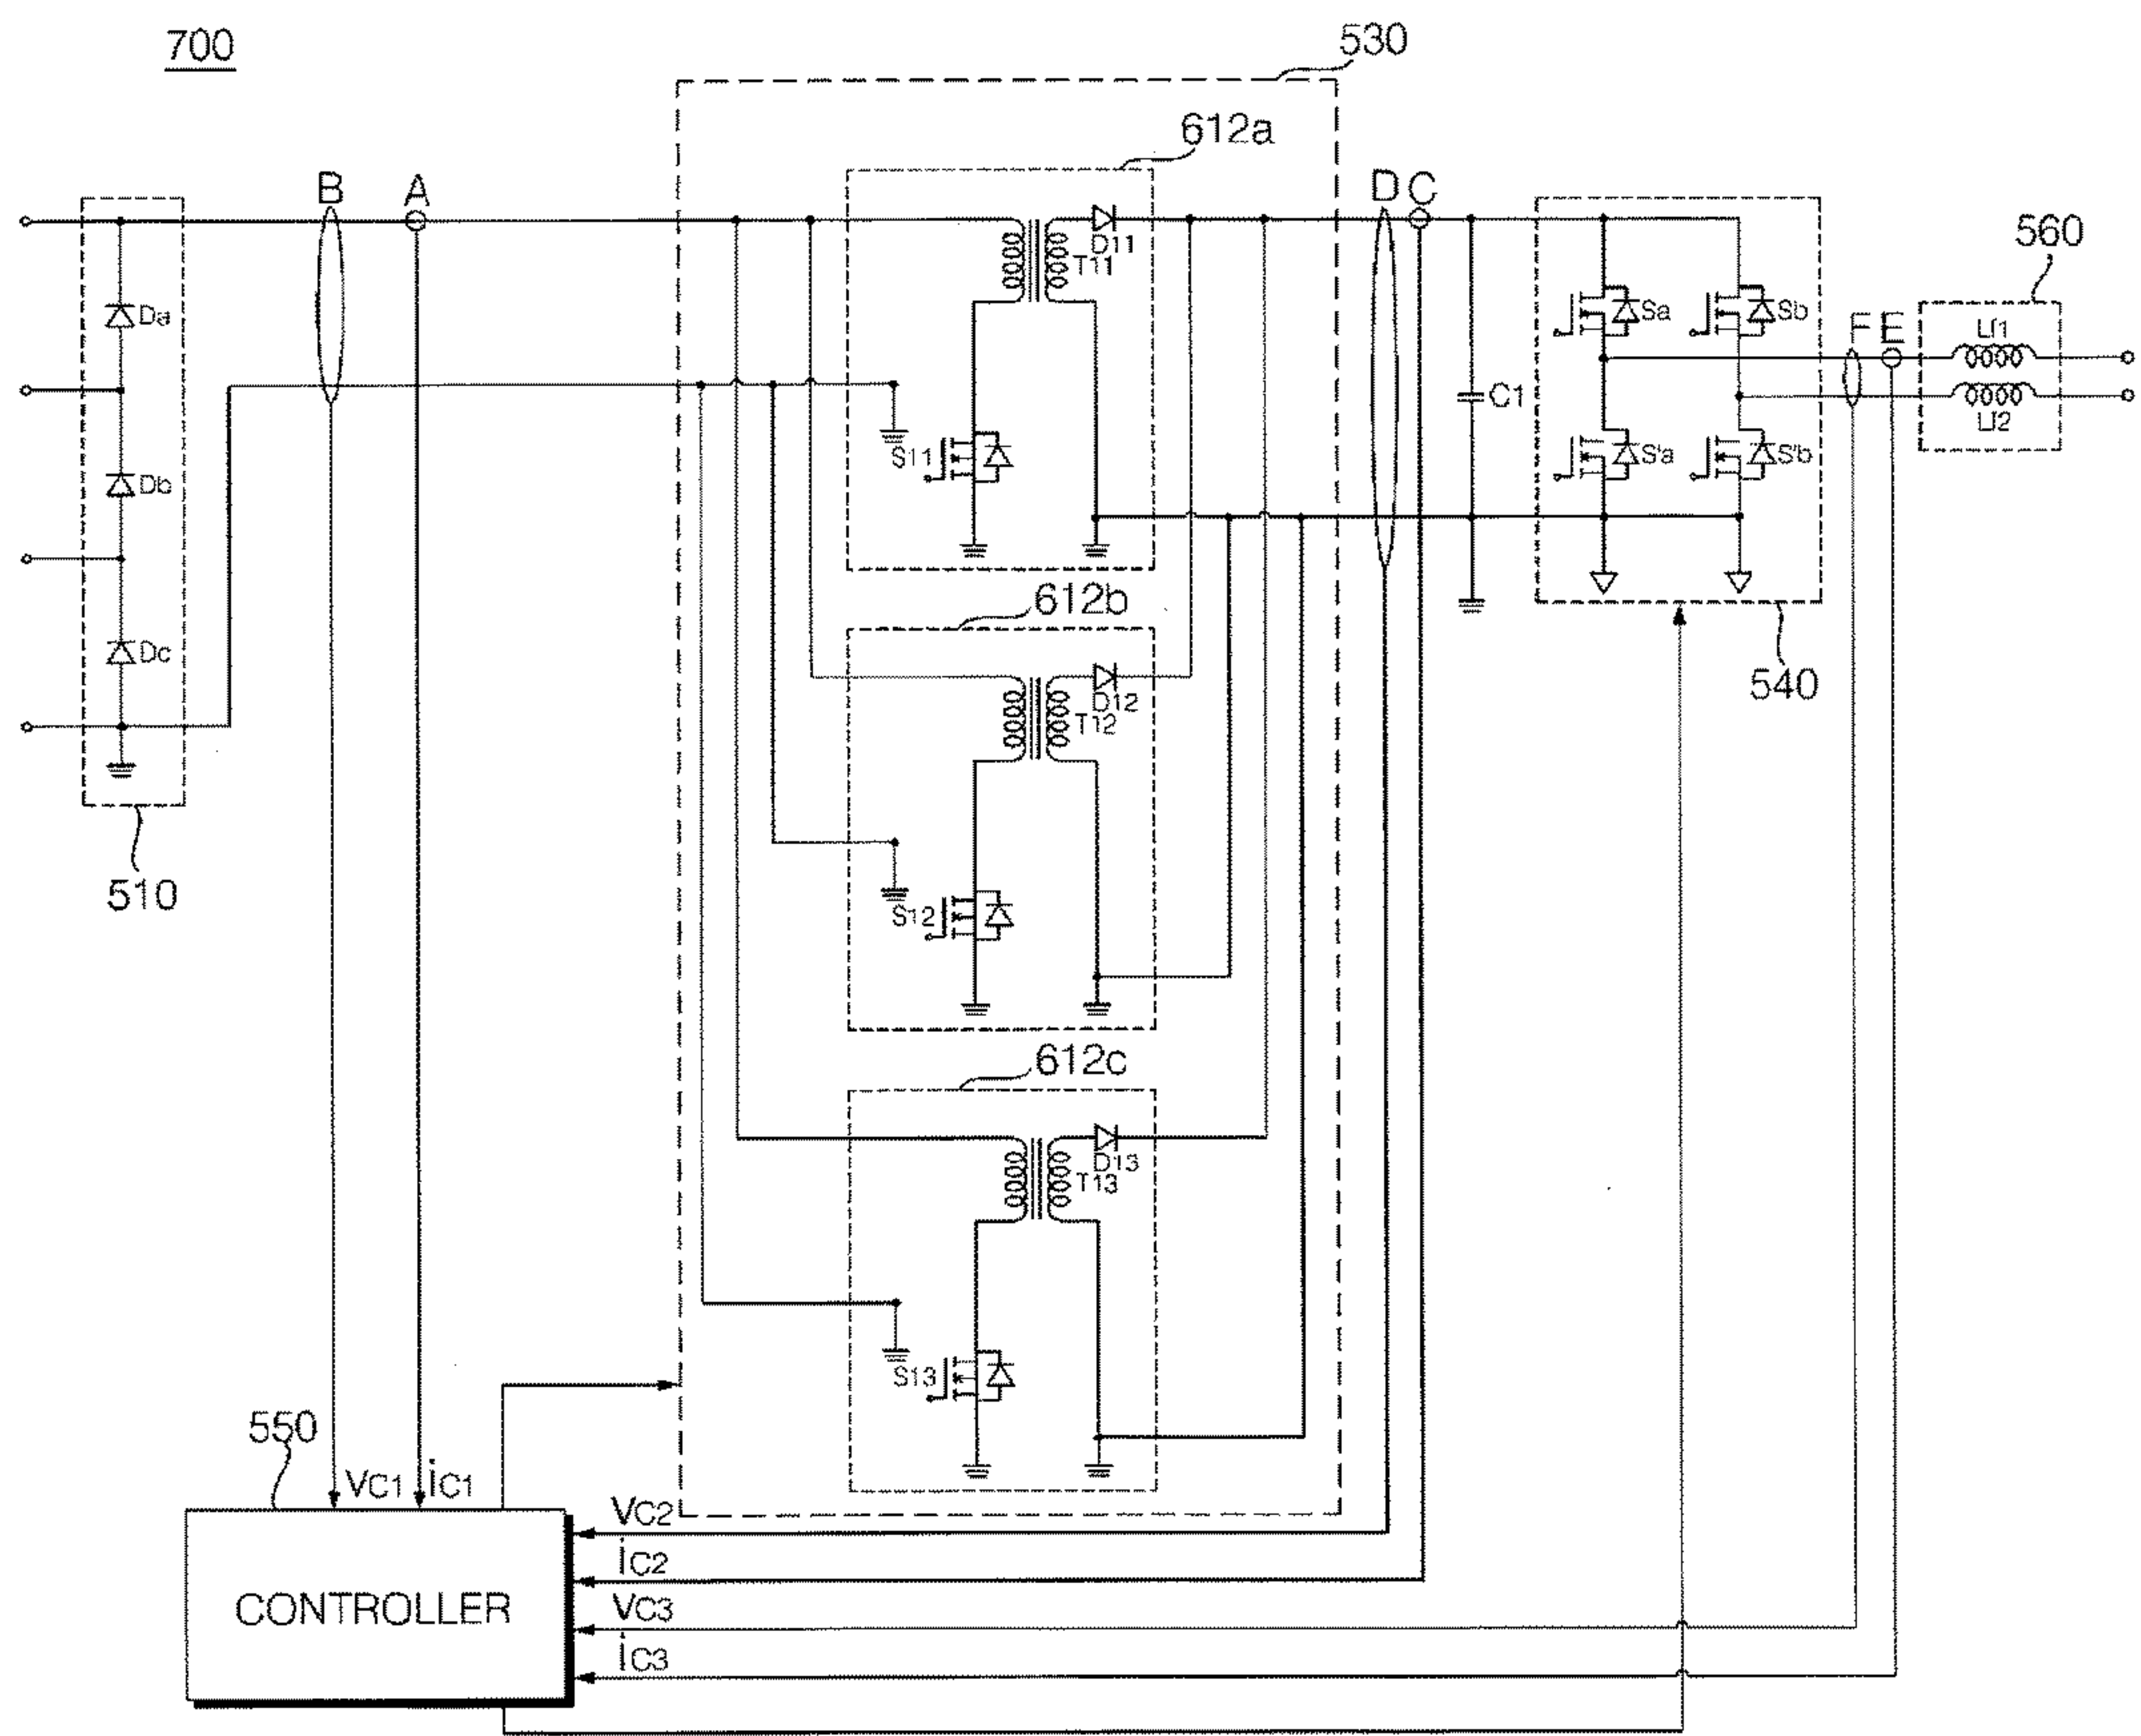 700
530
612a
B A
D C
560
D11
T11
Da
Sa
Sb
F E
Lf1
C1
Lf2
S11
S'a
S'b
Db
612b
Dc
540
D12
T12
510
S12
612c
D13
T13
S13
550
VC1 iC1
VC2
iC2
CONTROLLER
VC3
iC3